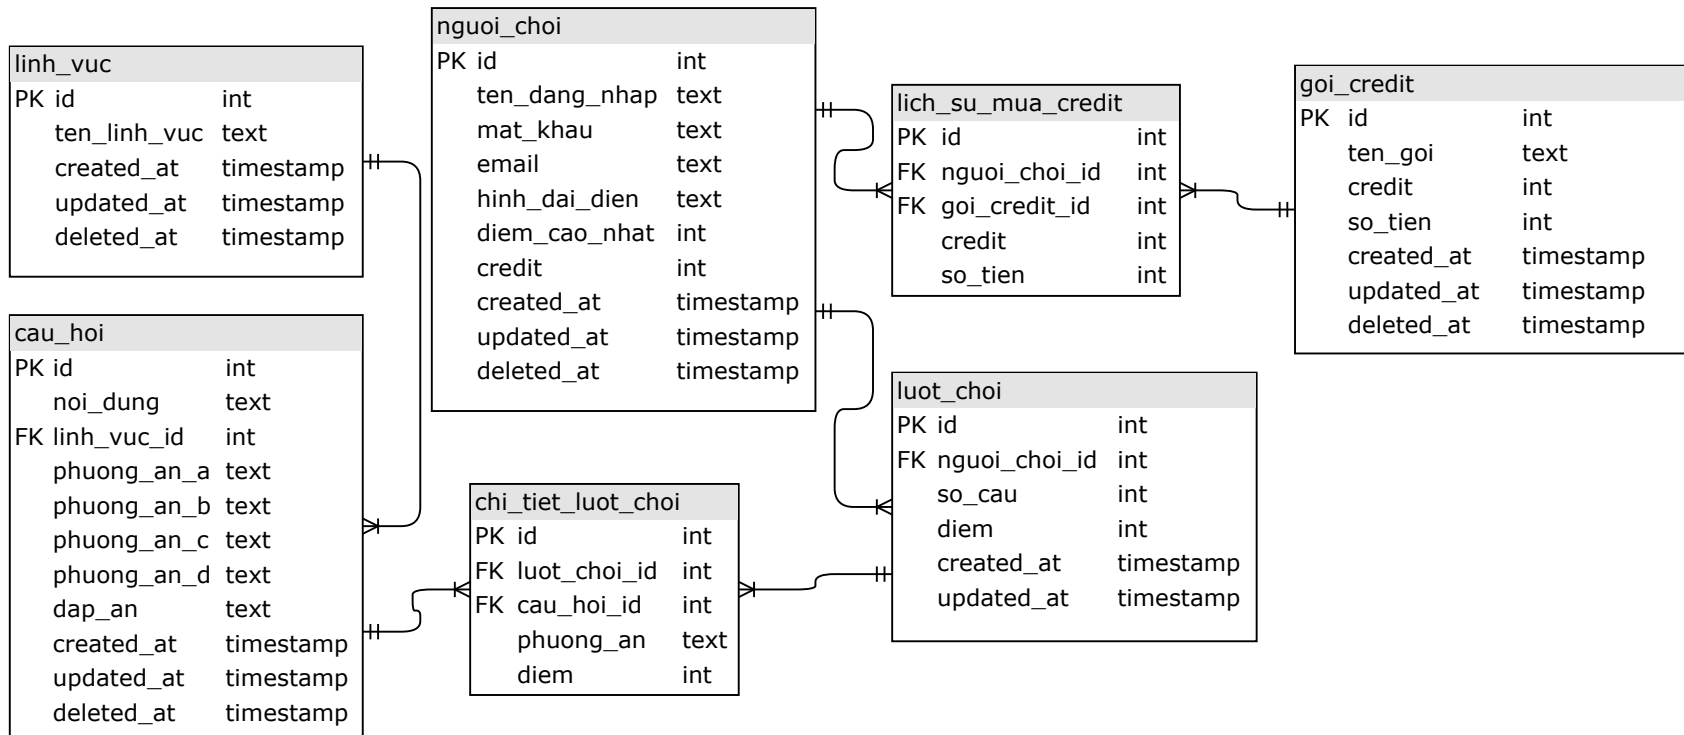 linh_vuc
PK id int
ten_linh_vuc text
created_at timestamp
updated_at timestamp
deleted_at timestamp
cau_hoi
PK id int
noi_dung text
FK linh_vuc_id int
phuong_an_a text
phuong_an_b text
phuong_an_c text
phuong_an_d text
dap_an text
created_at timestamp
updated_at timestamp
deleted_at timestamp
nguoi_choi
PK id int
ten_dang_nhap text
mat_khau text
email text
hinh_dai_dien text
diem_cao_nhat int
credit int
created_at timestamp
updated_at timestamp
deleted_at timestamp
chi_tiet_luot_choi
PK id int
FK luot_choi_id int
FK cau_hoi_id int
phuong_an text
diem int
lich_su_mua_credit
PK id int
FK nguoi_choi_id int
FK goi_credit_id int
credit int
so_tien int
luot_choi
PK id int
FK nguoi_choi_id int
so_cau int
diem int
created_at timestamp
updated_at timestamp
goi_credit
PK id int
ten_goi text
credit int
so_tien int
created_at timestamp
updated_at timestamp
deleted_at timestamp